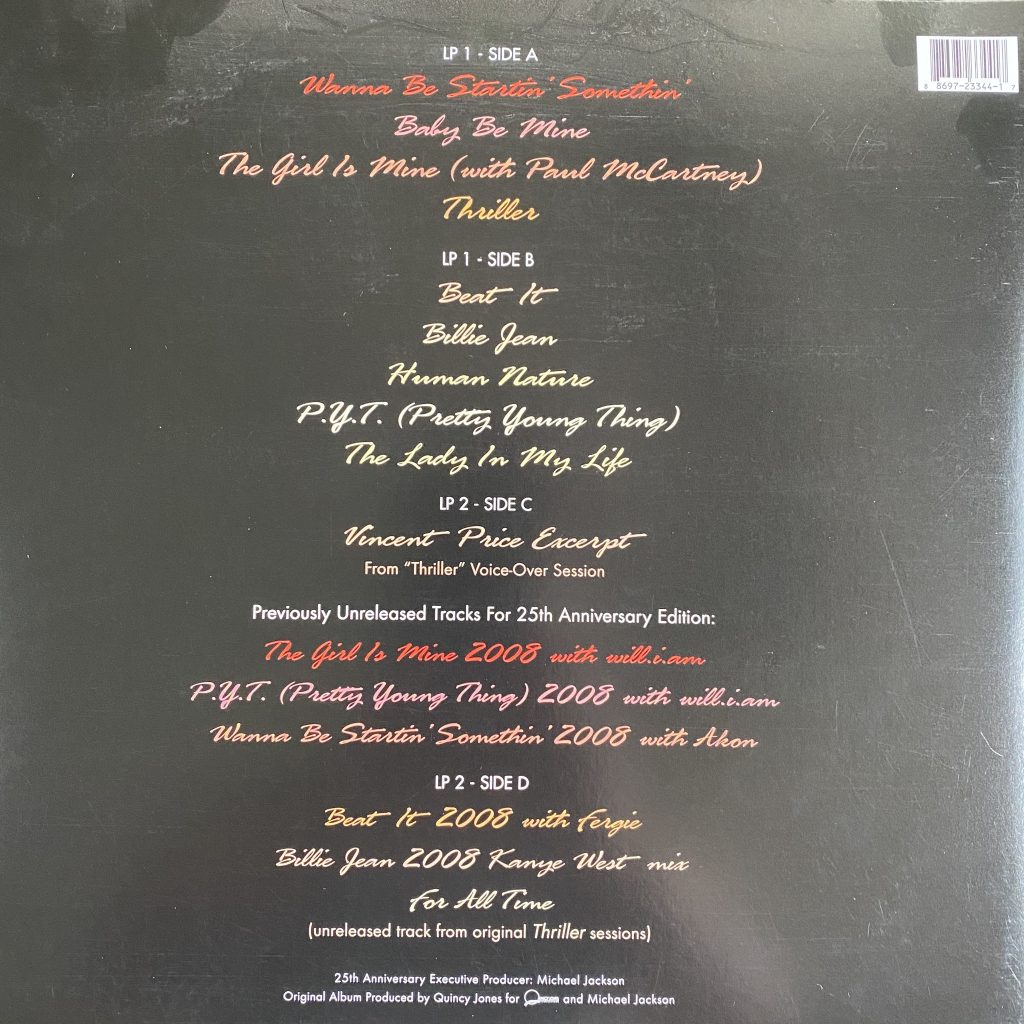 LP 1 - SIDE A
Wanna Be Startin' Somethin'
Baby Be Mine
The Girl Is Mine (with Paul McCartney)
Thriller
LP 1 - SIDE B
Beat It
Billie Jean
Human Nature
P.Y.T. (Pretty Young Thing)
The Lady In My Life
LP 2 - SIDE C
Vincent Price Excerpt
From “Thriller” Voice-Over Session
Previously Unreleased Tracks For 25th Anniversary Edition:
The Girl Is Mine 2008 with will.i.am
P.Y.T. (Pretty Young Thing) 2008 with will.i.am
Wanna Be Startin' Somethin' 2008 with Akon
LP 2 - SIDE D
Beat It 2008 with Fergie
Billie Jean 2008 Kanye West mix
For All Time
(unreleased track from original Thriller sessions)
25th Anniversary Executive Producer: Michael Jackson
Original Album Produced by Quincy Jones for and Michael Jackson
8 8697-23344-1 7